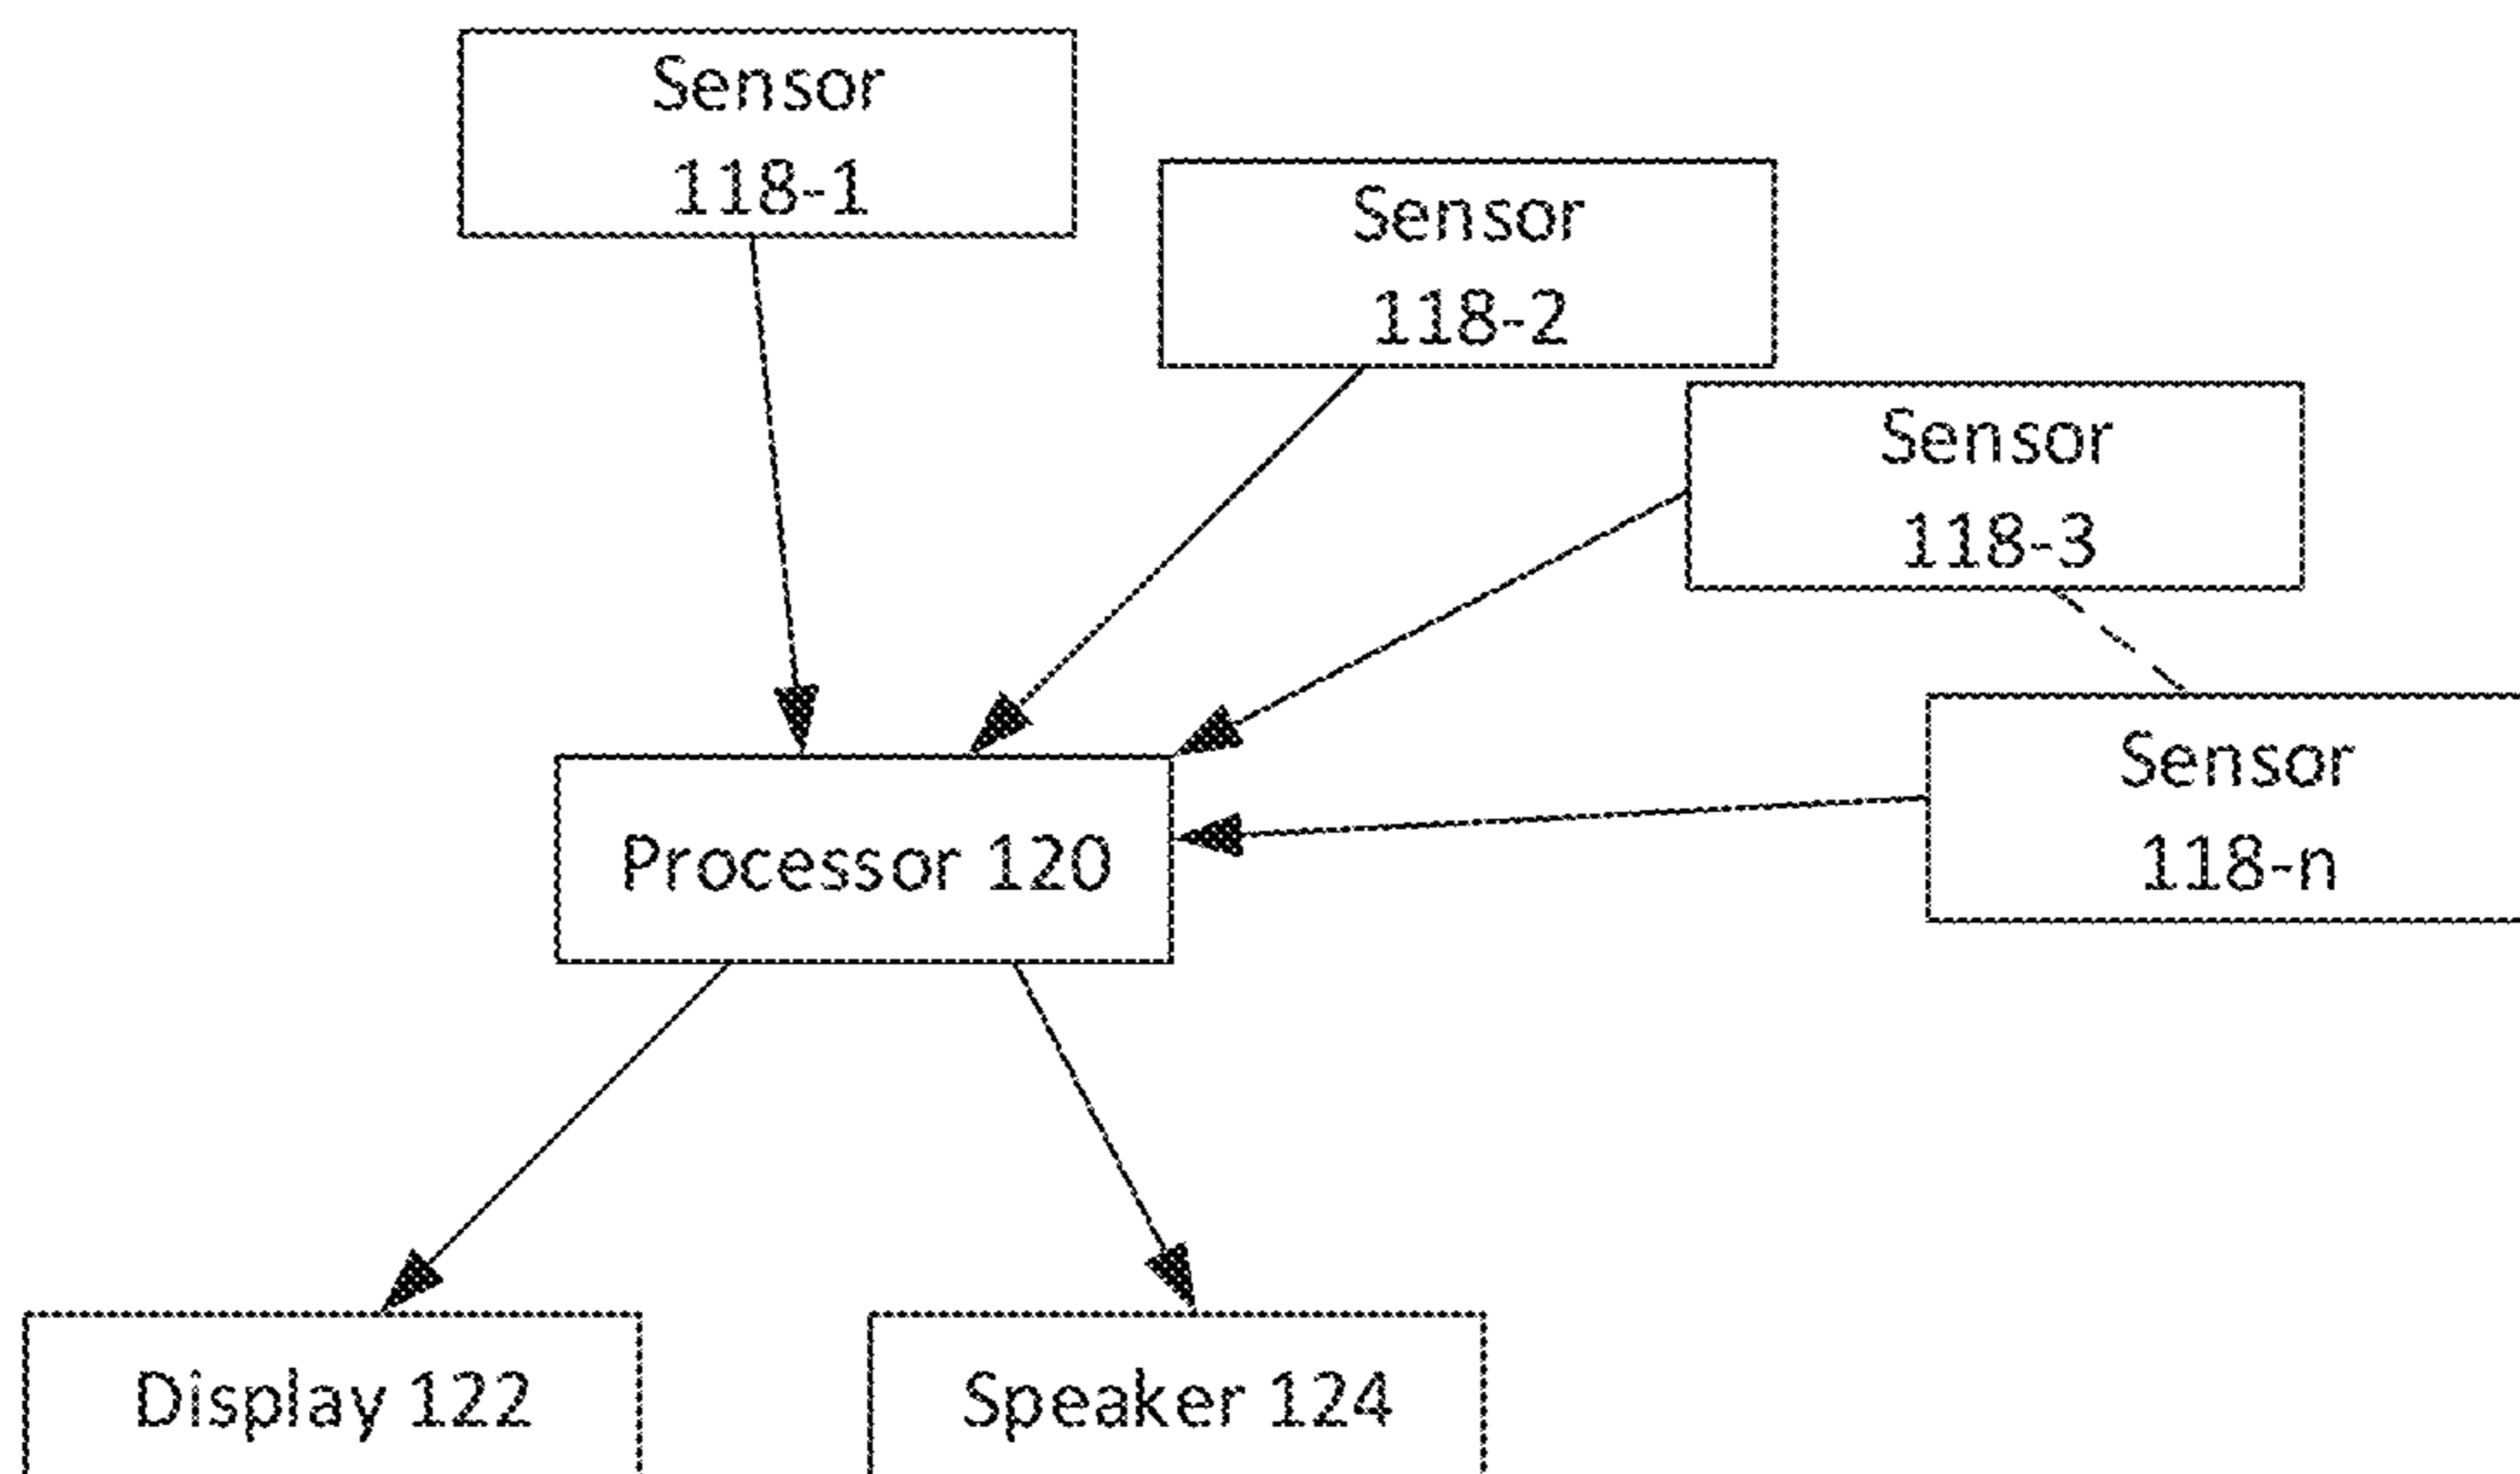 Sensor
118-1
Sensor
118-2
Sensor
118-3
Sensor
118-n
Processor 120
Display 122
Speaker 124